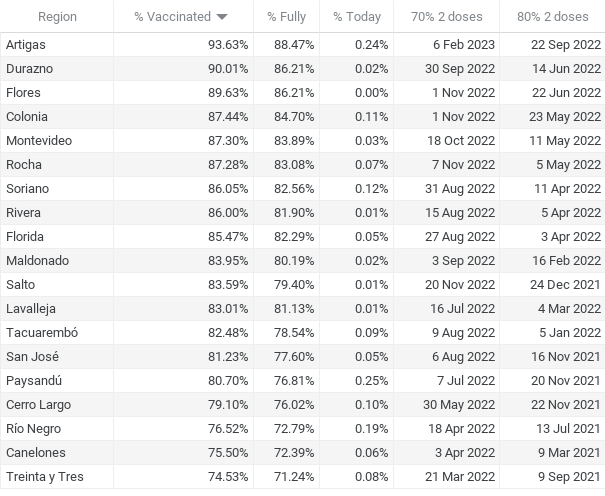 Region % Vaccinated % Fully % Today 70% 2 doses 80% 2 doses
Artigas 93.63% 88.47% 0.24% 6 Feb 2023 22 Sep 2022
Durazno 90.01% 86.21% 0.02% 30 Sep 2022 14 Jun 2022
Flores 89.63% 86.21% 0.00% 1 Nov 2022 22 Jun 2022
Colonia 87.44% 84.70% 0.11% 1 Nov 2022 23 May 2022
Montevideo 87.30% 83.89% 0.03% 18 Oct 2022 11 May 2022
Rocha 87.28% 83.08% 0.07% 7 Nov 2022 5 May 2022
Soriano 86.05% 82.56% 0.12% 31 Aug 2022 11 Apr 2022
Rivera 86.00% 81.90% 0.01% 15 Aug 2022 5 Apr 2022
Florida 85.47% 82.29% 0.05% 27 Aug 2022 3 Apr 2022
Maldonado 83.95% 80.19% 0.02% 3 Sep 2022 16 Feb 2022
Salto 83.59% 79.40% 0.01% 20 Nov 2022 24 Dec 2021
Lavalleja 83.01% 81.13% 0.01% 16 Jul 2022 4 Mar 2022
Tacuarembó 82.48% 78.54% 0.09% 9 Aug 2022 5 Jan 2022
San José 81.23% 77.60% 0.05% 6 Aug 2022 16 Nov 2021
Paysandú 80.70% 76.81% 0.25% 7 Jul 2022 20 Nov 2021
Cerro Largo 79.10% 76.02% 0.10% 30 May 2022 22 Nov 2021
Río Negro 76.52% 72.79% 0.19% 18 Apr 2022 13 Jul 2021
Canelones 75.50% 72.39% 0.06% 3 Apr 2022 9 Mar 2021
Treinta y Tres 74.53% 71.24% 0.08% 21 Mar 2022 9 Sep 2021